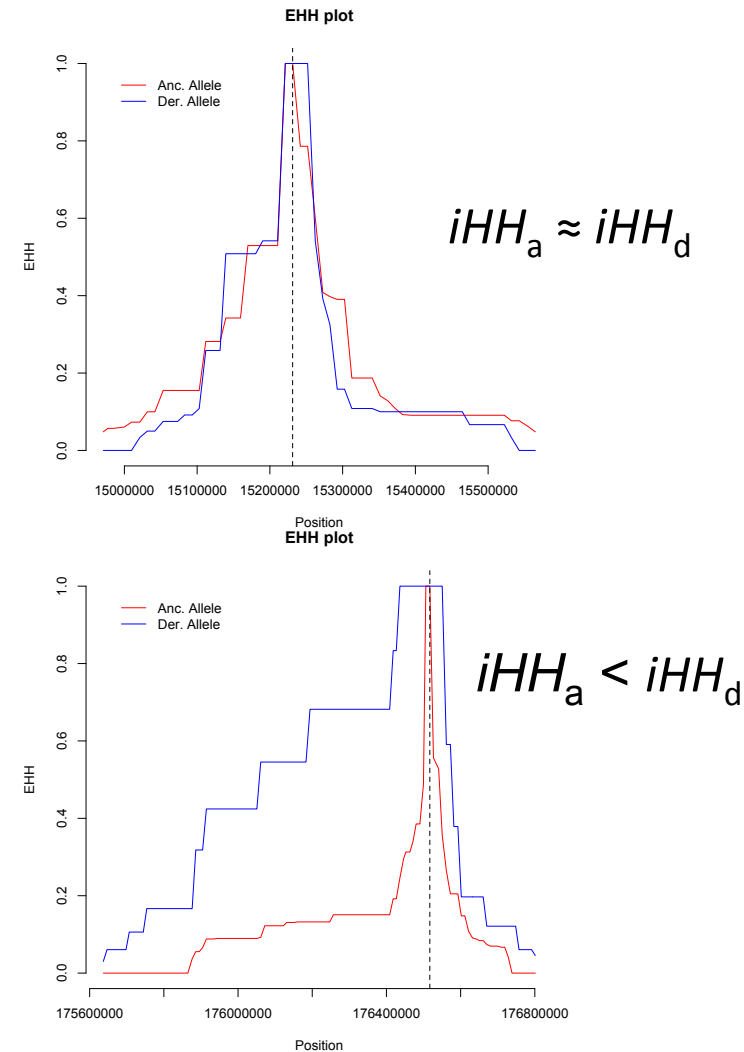 EHH plot
1.0
0.8
0.6
0.4
0.2
0.0
EHH
Anc. Allele
Der. Allele
iHHa ≈ iHHd
15000000 15100000 15200000 15300000 15400000 15500000
Position
EHH plot
1.0
0.8
0.6
0.4
0.2
0.0
EHH
Anc. Allele
Der. Allele
iHHa < iHHd
175600000 176000000 176400000 176800000
Position